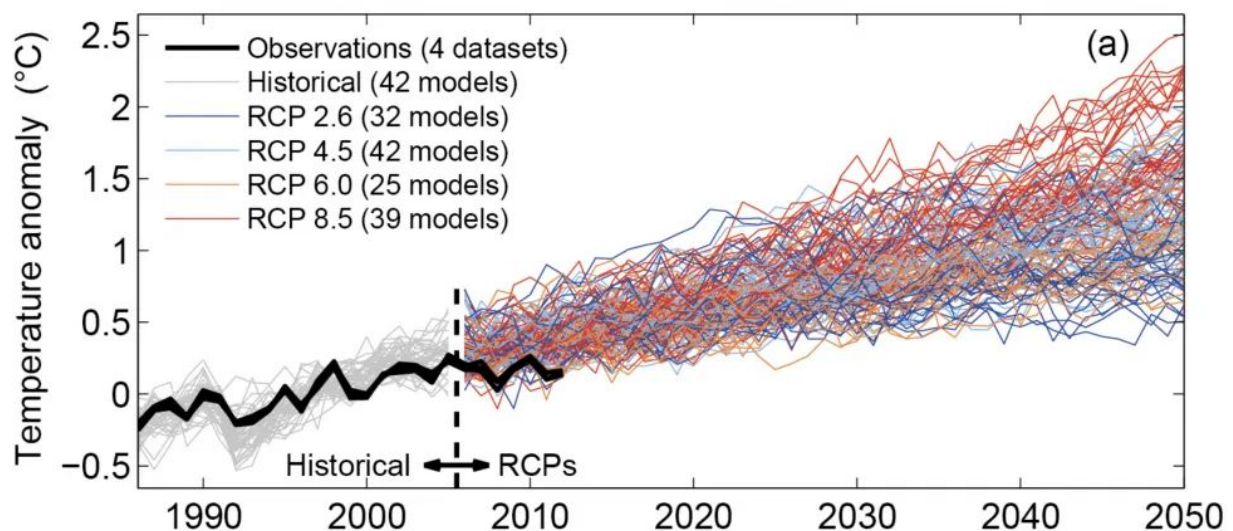 (a)
Observations (4 datasets)
Historical (42 models)
RCP 2.6 (32 models)
RCP 4.5 (42 models)
RCP 6.0 (25 models)
RCP 8.5 (39 models)
Temperature anomaly (°C)
2.5
2
1.5
1
0.5
0
−0.5
Historical RCPs
1990 2000 2010 2020 2030 2040 2050